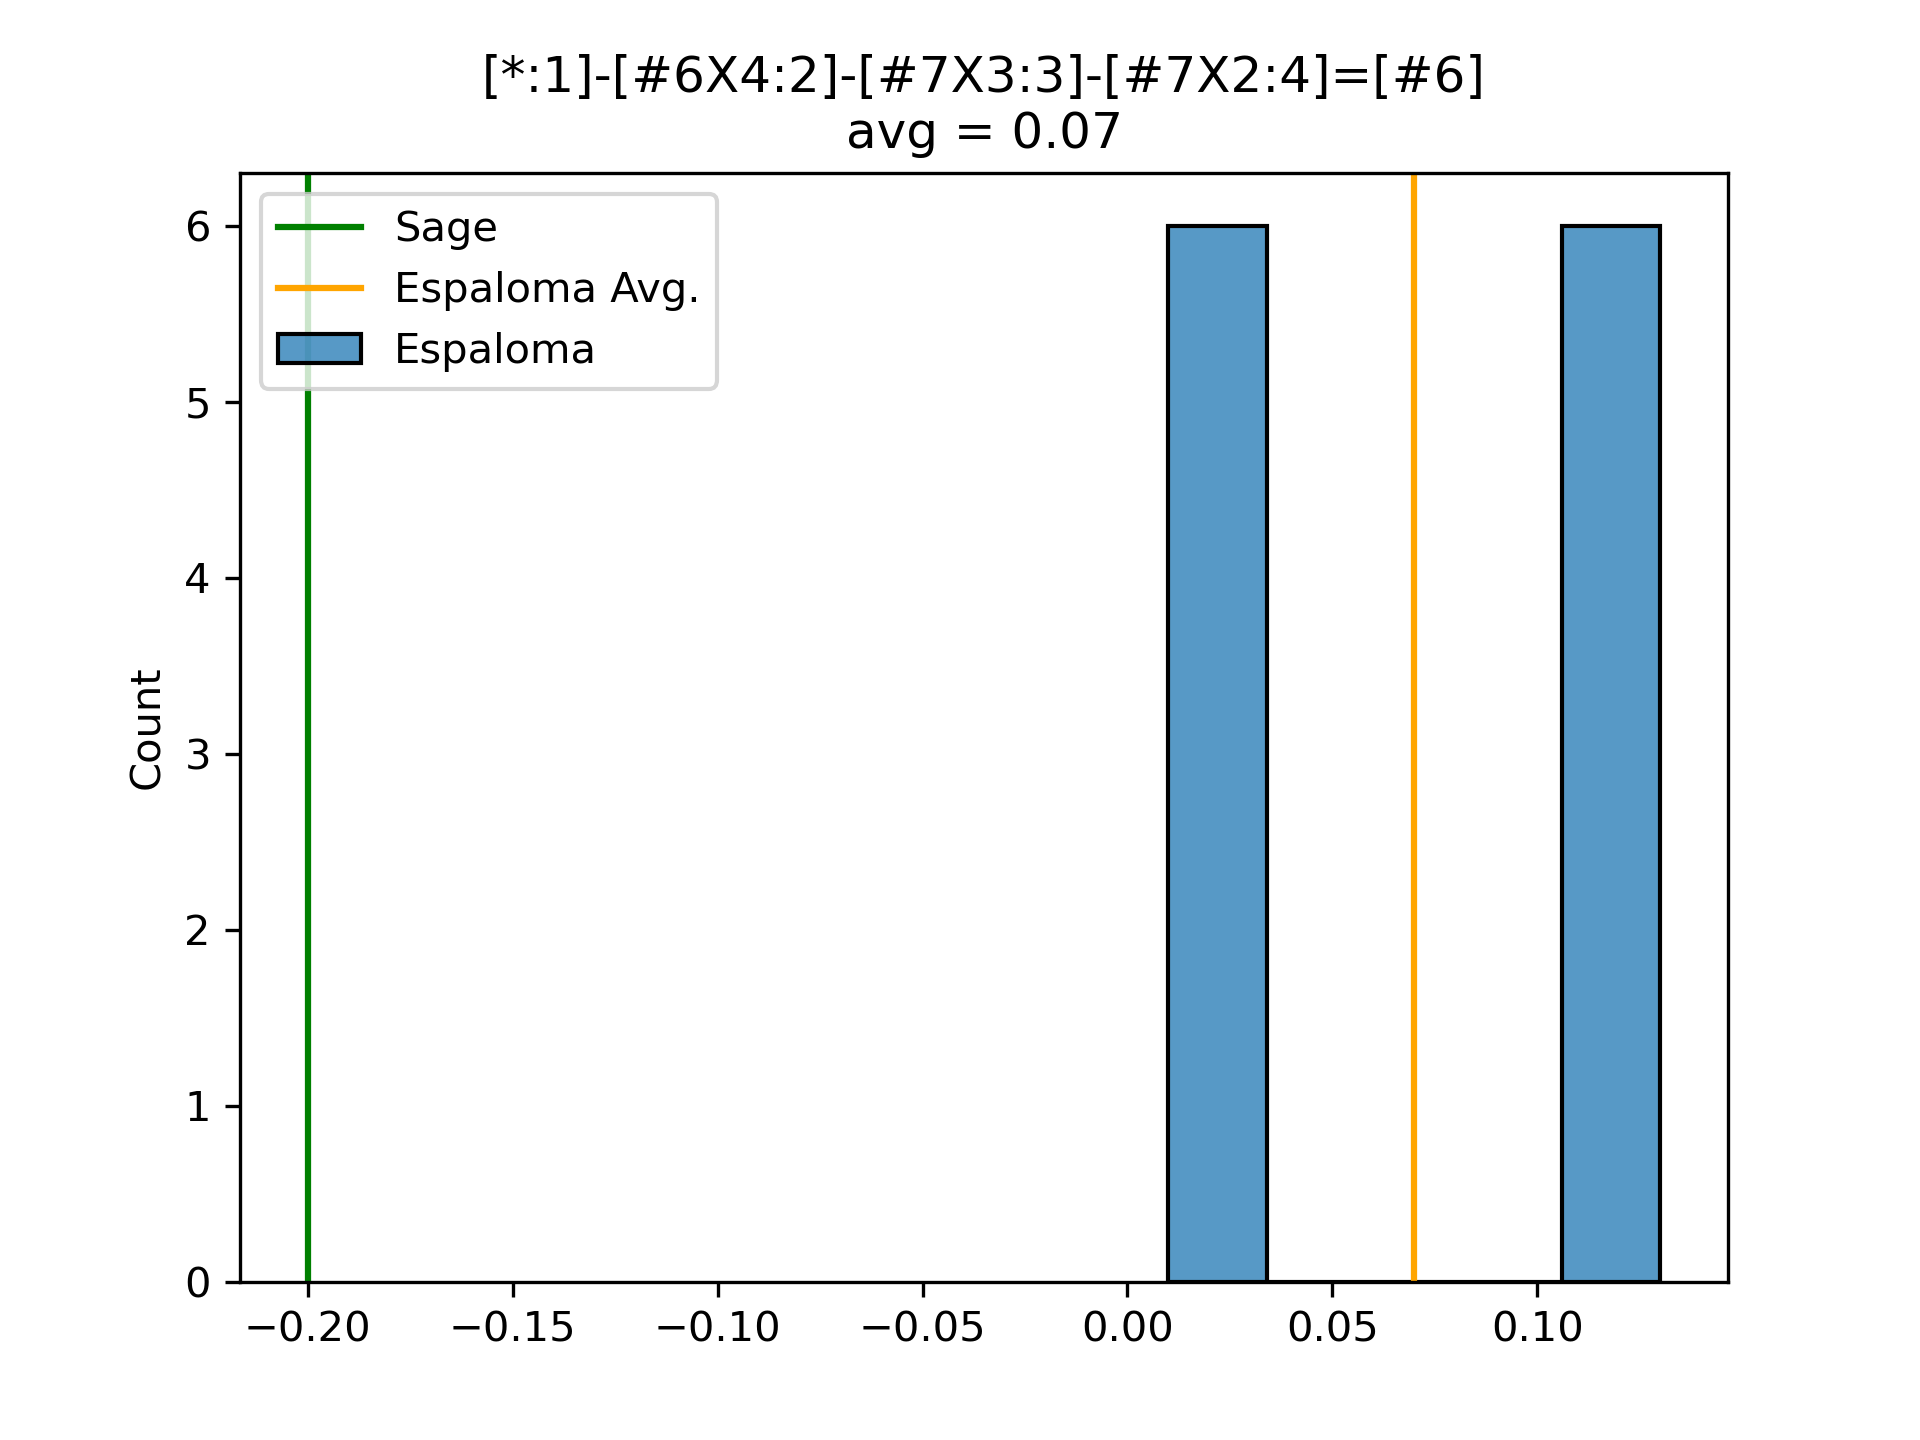 [*:1]-[#6X4:2]-[#7X3:3]-[#7X2:4]=[#6]
avg = 0.07
Sage
Espaloma Avg.
Espaloma
Count
6
5
4
3
2
1
0
−0.20
−0.15
−0.10
−0.05
0.00
0.05
0.10